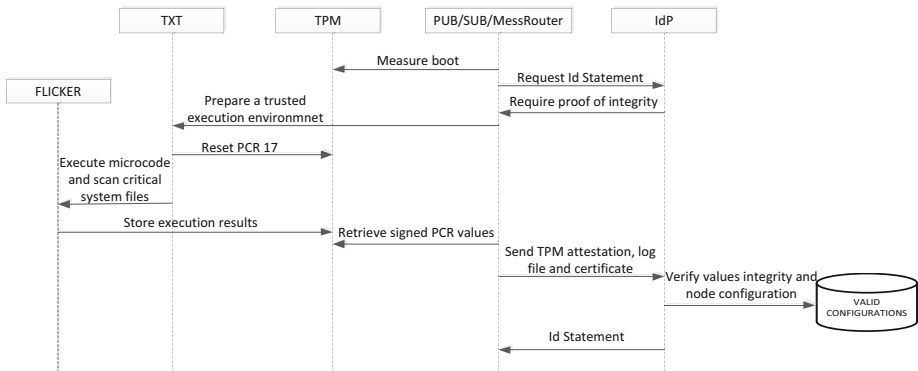 TXT
TPM
PUB/SUB/MessRouter
IdP
FLICKER
Measure boot
Request Id Statement
Require proof of integrity
Prepare a trusted
execution environmnet
Reset PCR 17
Execute microcode
and scan critical
system files
Store execution results
Retrieve signed PCR values
Send TPM attestation, log
file and certificate
Verify values integrity and
node configuration
VALID
CONFIGURATIONS
Id Statement